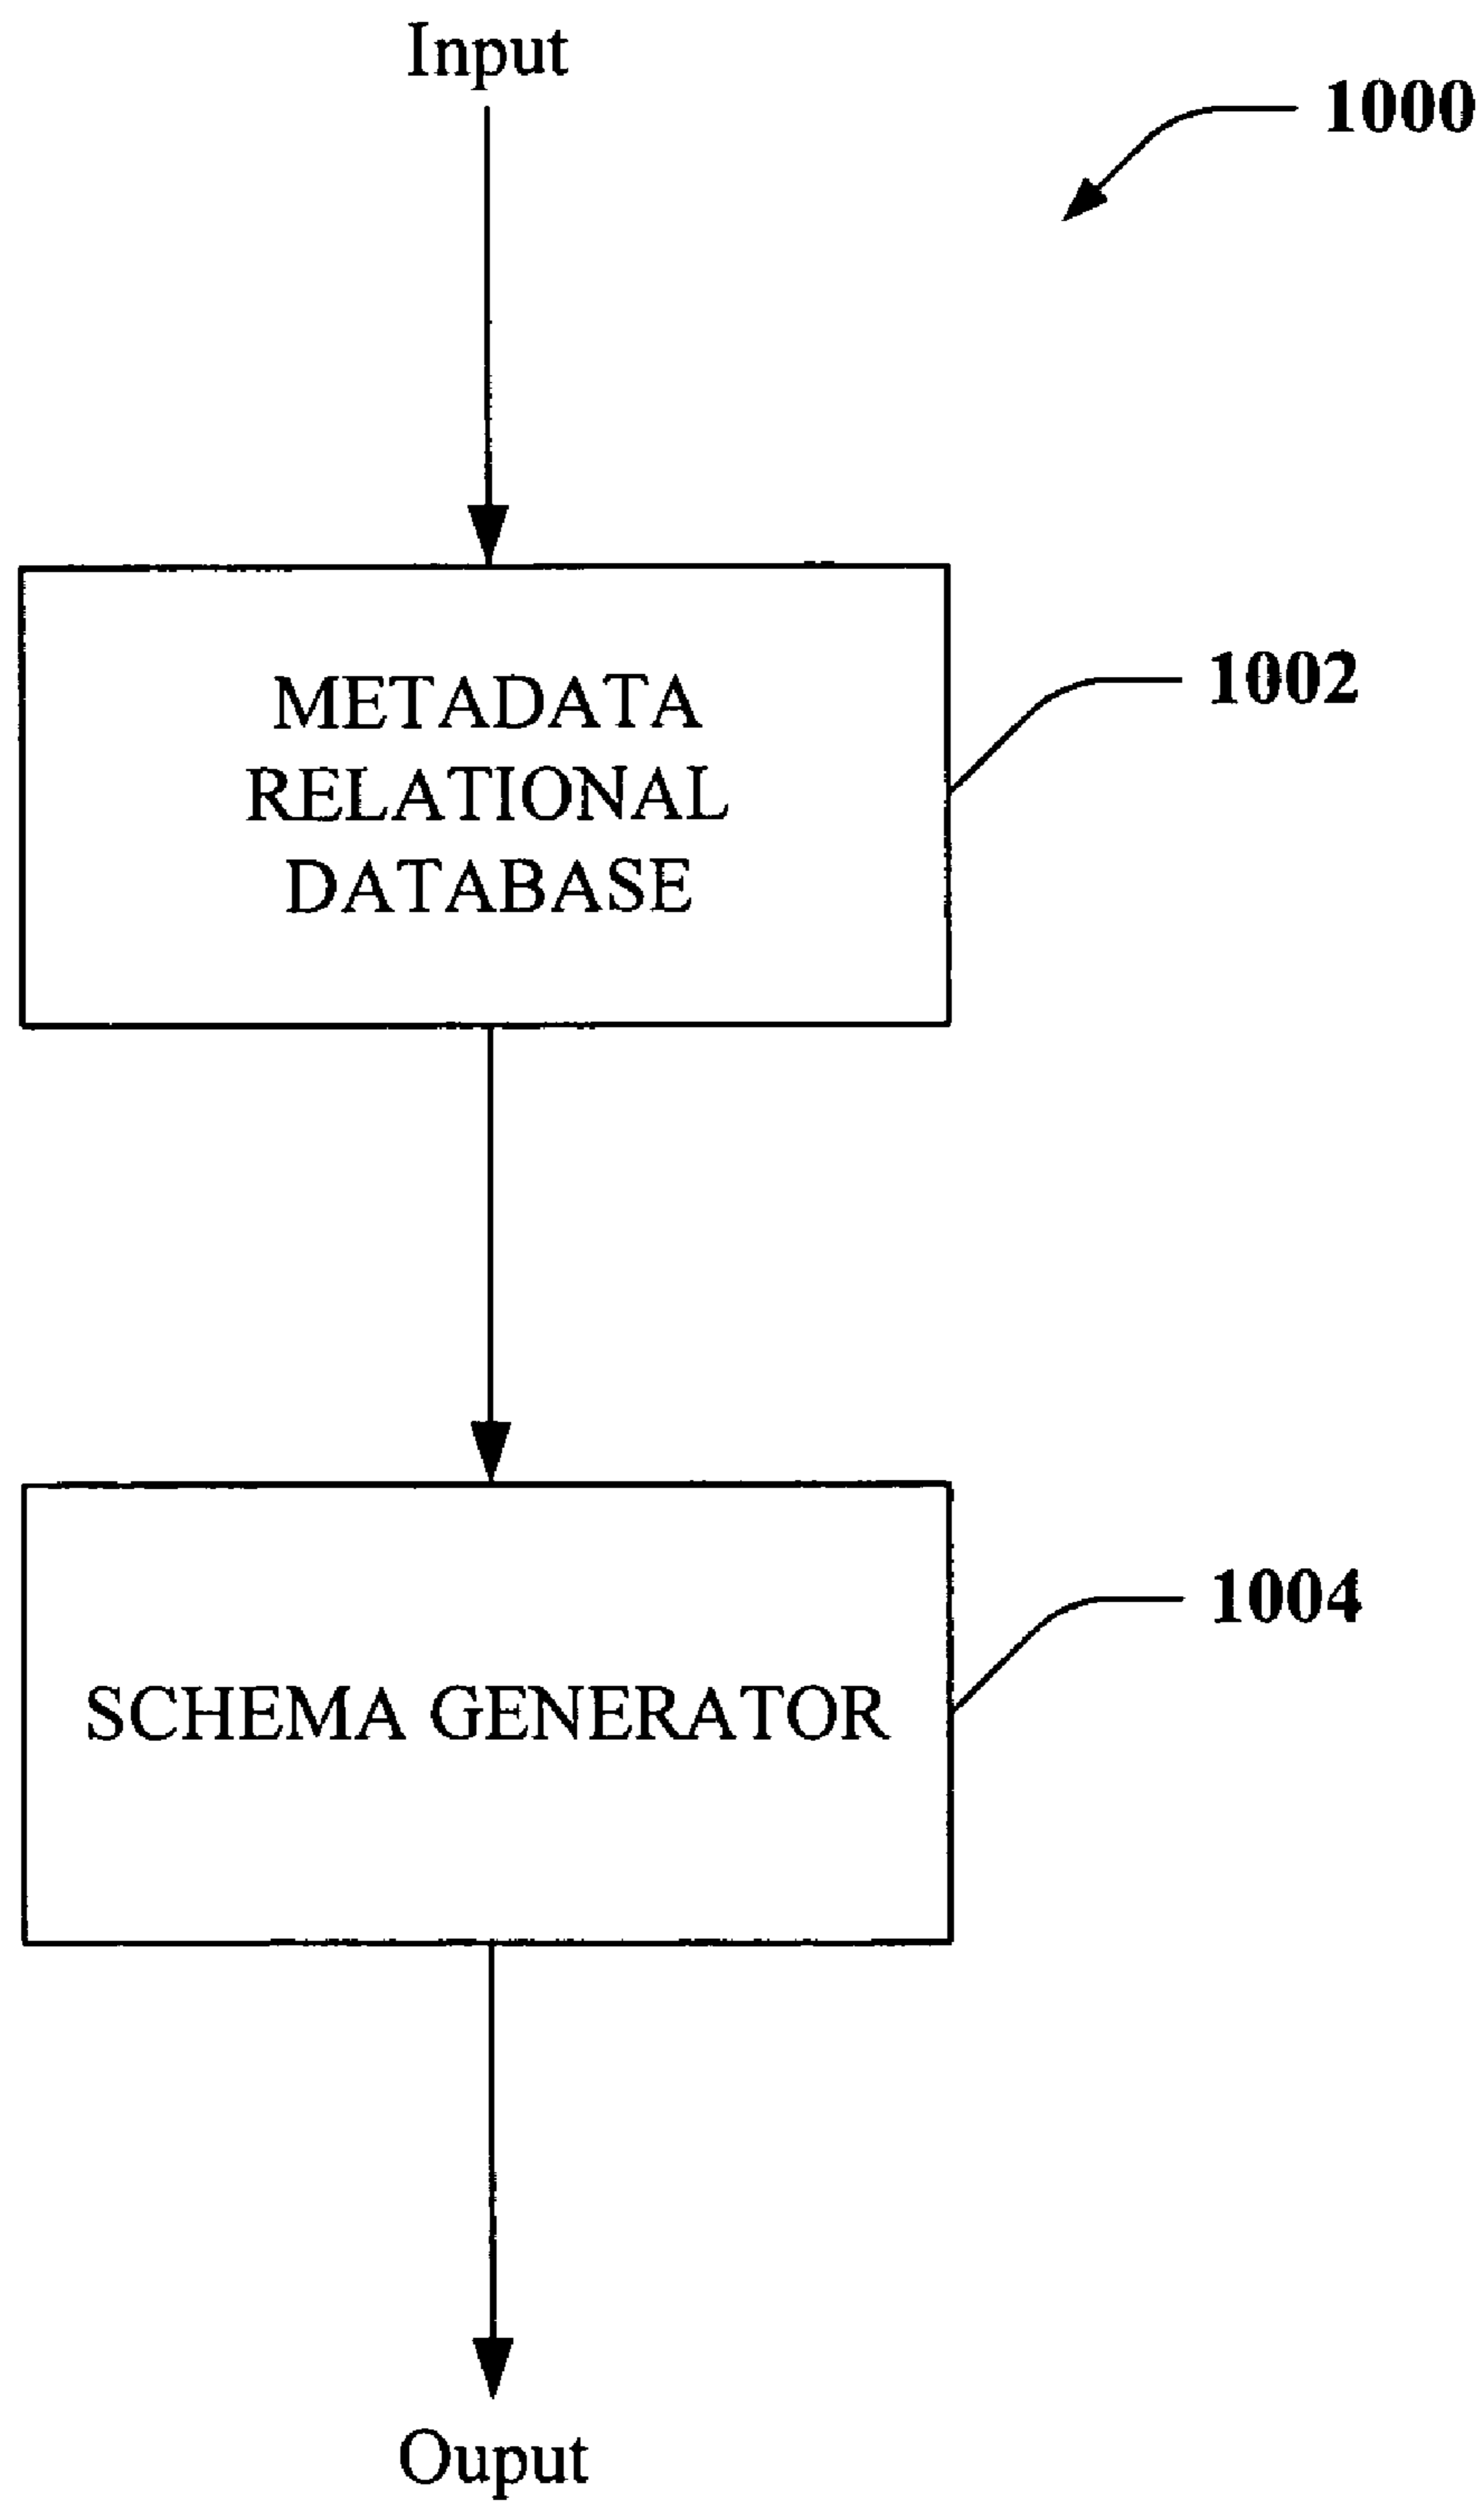 Input
1000
METADATA
RELATIONAL
DATABASE
1002
SCHEMA GENERATOR
1004
Ouput